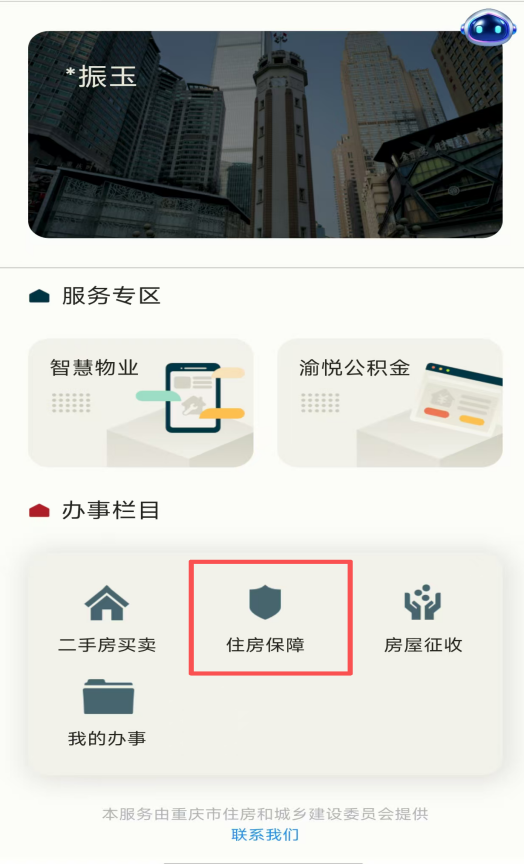 *振玉
服务专区
智慧物业
渝悦公积金
办事栏目
二手房买卖
住房保障
房屋征收
我的办事
本服务由重庆市住房和城乡建设委员会提供
联系我们